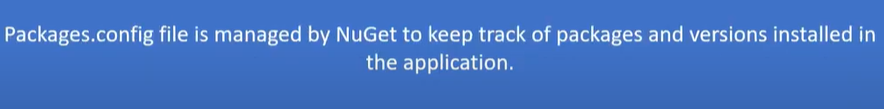 Packages.config file is managed by NuGet to keep track of packages and versions installed in
the application.